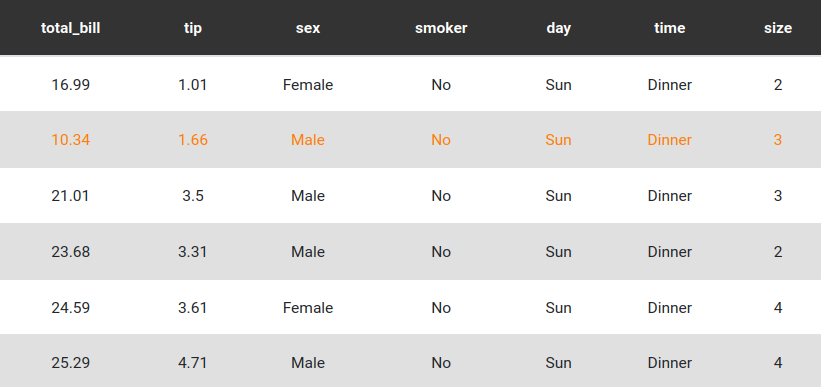 total_bill tip sex smoker day time size
16.99 1.01 Female No Sun Dinner 2
10.34 1.66 Male No Sun Dinner 3
21.01 3.5 Male No Sun Dinner 3
23.68 3.31 Male No Sun Dinner 2
24.59 3.61 Female No Sun Dinner 4
25.29 4.71 Male No Sun Dinner 4